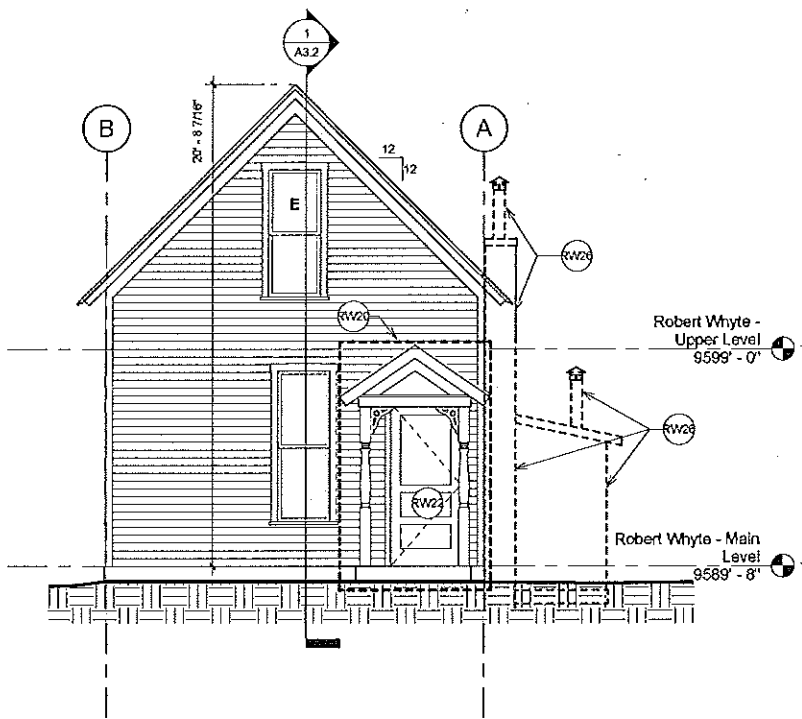 1
A3.2
B
A
20' - 8 7/16"
12
12
E
RW26
RW20
Robert Whyte -
Upper Level
9599' - 0"
RW26
RW22
Robert Whyte - Main
Level
9589' - 8"